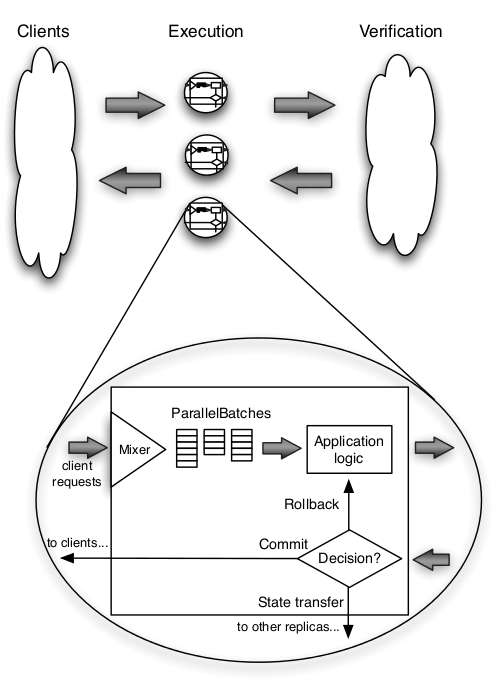 Clients
Execution
Verification
ParallelBatches
Mixer
Application
logic
client
requests
Rollback
to clients...
Commit
Decision?
State transfer
to other replicas...